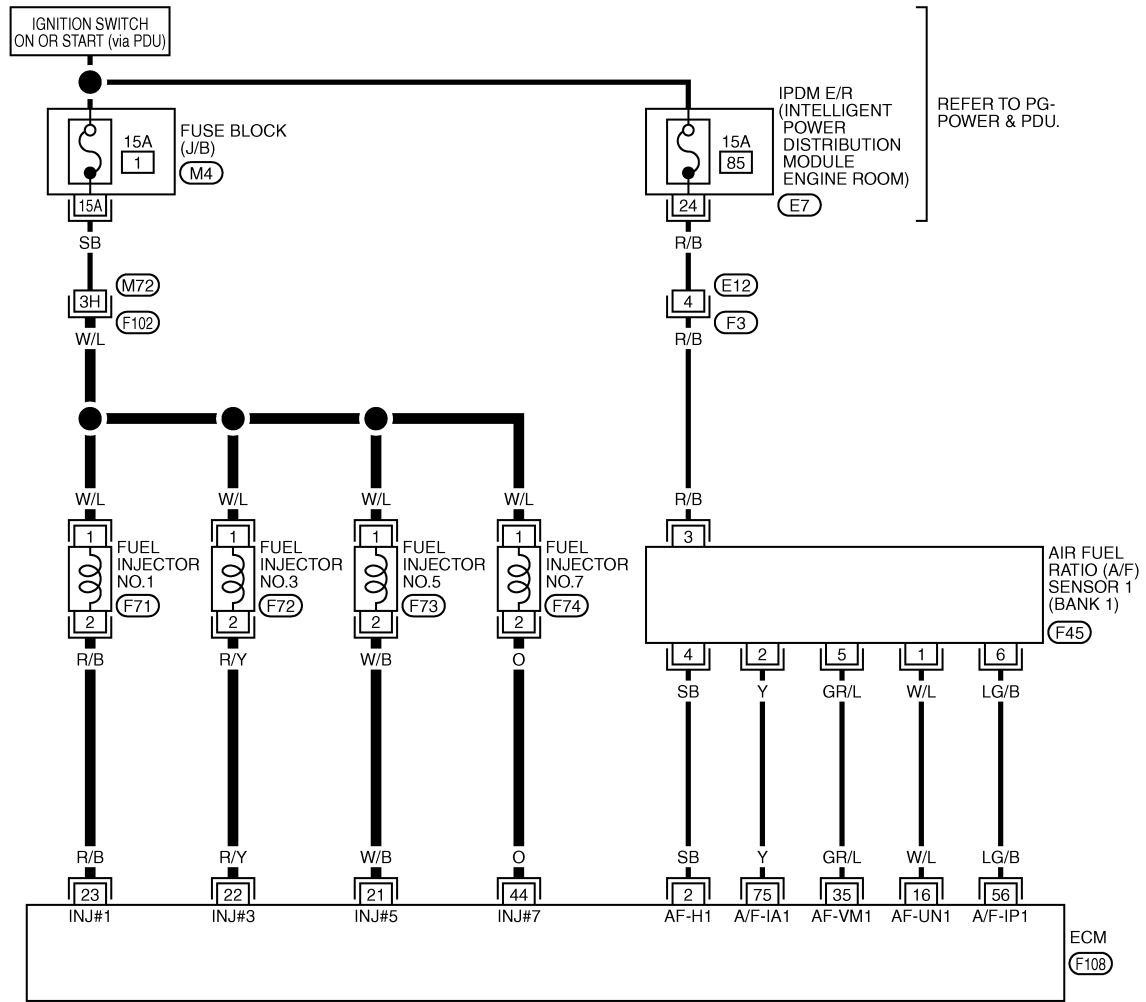 IGNITION SWITCH
ON OR START (via PDU)
FUSE BLOCK
(J/B)
M4
15A
1
15A
SB
IPDM E/R
(INTELLIGENT
POWER
DISTRIBUTION
MODULE
ENGINE ROOM)
E7
15A
85
24
R/B
REFER TO PG-
POWER & PDU.
3H
M72
F102
W/L
4
E12
F3
R/B
W/L
W/L
W/L
W/L
R/B
1
1
1
1
3
FUEL
INJECTOR
NO.1
F71
FUEL
INJECTOR
NO.3
F72
FUEL
INJECTOR
NO.5
F73
FUEL
INJECTOR
NO.7
F74
AIR FUEL
RATIO (A/F)
SENSOR 1
(BANK 1)
F45
2
2
2
2
4
2
5
1
6
R/B
R/Y
W/B
O
SB
Y
GR/L
W/L
LG/B
R/B
R/Y
W/B
O
SB
Y
GR/L
W/L
LG/B
23
22
21
44
2
75
35
16
56
INJ#1
INJ#3
INJ#5
INJ#7
AF-H1
A/F-IA1
AF-VM1
AF-UN1
A/F-IP1
ECM
F108